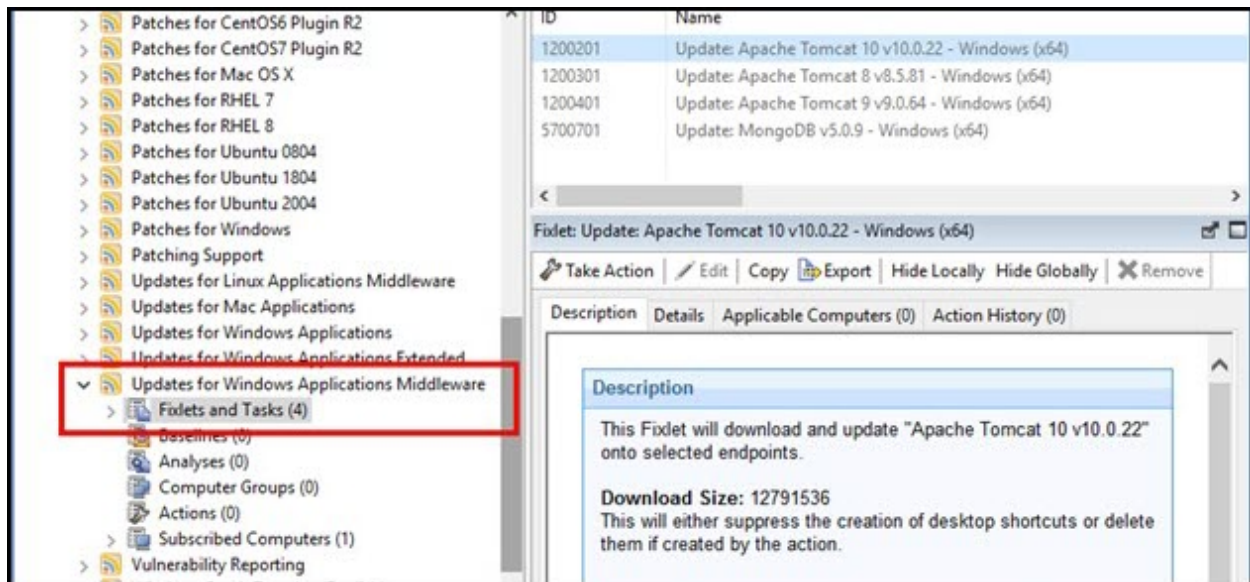 Patches for CentOS6 Plugin R2
Patches for CentOS7 Plugin R2
Patches for Mac OS X
Patches for RHEL 7
Patches for RHEL 8
Patches for Ubuntu 0804
Patches for Ubuntu 1804
Patches for Ubuntu 2004
Patches for Windows
Patching Support
Updates for Linux Applications Middleware
Updates for Mac Applications
Updates for Windows Applications
Updates for Windows Applications Extended
Updates for Windows Applications Middleware
Fixlets and Tasks (4)
Baselines (0)
Analyses (0)
Computer Groups (0)
Actions (0)
Subscribed Computers (1)
Vulnerability Reporting
ID Name
1200201 Update: Apache Tomcat 10 v10.0.22 - Windows (x64)
1200301 Update: Apache Tomcat 8 v8.5.81 - Windows (x64)
1200401 Update: Apache Tomcat 9 v9.0.64 - Windows (x64)
5700701 Update: MongoDB v5.0.9 - Windows (x64)
Fixlet: Update: Apache Tomcat 10 v10.0.22 - Windows (x64)
Take Action Edit Copy Export Hide Locally Hide Globally Remove
Description Details Applicable Computers (0) Action History (0)
Description
This Fixlet will download and update "Apache Tomcat 10 v10.0.22"
onto selected endpoints.
Download Size: 12791536
This will either suppress the creation of desktop shortcuts or delete
them if created by the action.